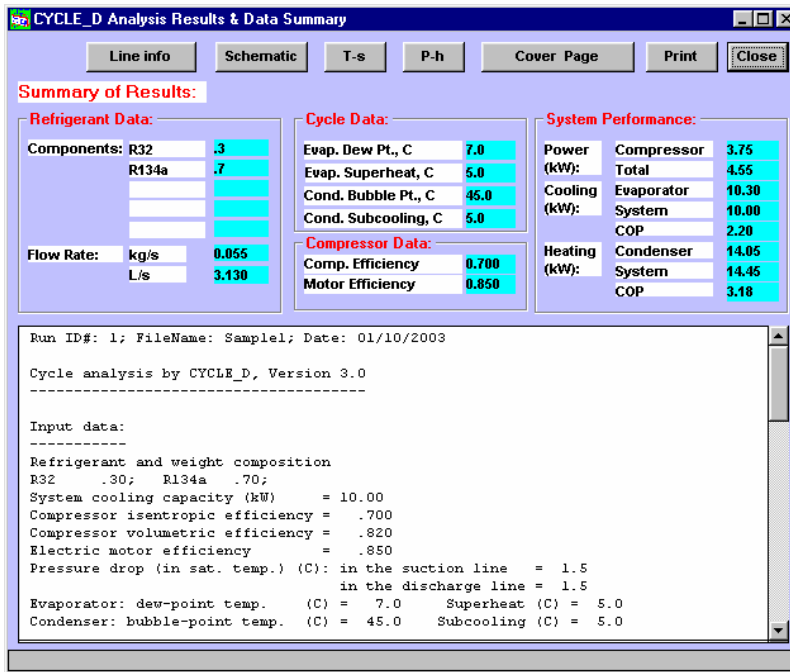 CYCLE_D Analysis Results & Data Summary
Line info Schematic T-s P-h Cover Page Print Close
Summary of Results:
Refrigerant Data:
Components: R32 .3
R134a .7
Flow Rate: kg/s 0.055
L/s 3.130
Cycle Data:
Evap. Dew Pt., C 7.0
Evap. Superheat, C 5.0
Cond. Bubble Pt., C 45.0
Cond. Subcooling, C 5.0
Compressor Data:
Comp. Efficiency 0.700
Motor Efficiency 0.850
System Performance:
Power Compressor 3.75
(kW): Total 4.55
Cooling Evaporator 10.30
(kW): System 10.00
COP 2.20
Heating Condenser 14.05
(kW): System 14.45
COP 3.18
Run ID#: 1; FileName: Sample1; Date: 01/10/2003
Cycle analysis by CYCLE_D, Version 3.0
--------------------------------------
Input data:
-----------
Refrigerant and weight composition
R32 .30; R134a .70;
System cooling capacity (kW) = 10.00
Compressor isentropic efficiency = .700
Compressor volumetric efficiency = .820
Electric motor efficiency = .850
Pressure drop (in sat. temp.) (C): in the suction line = 1.5
in the discharge line = 1.5
Evaporator: dew-point temp. (C) = 7.0 Superheat (C) = 5.0
Condenser: bubble-point temp. (C) = 45.0 Subcooling (C) = 5.0